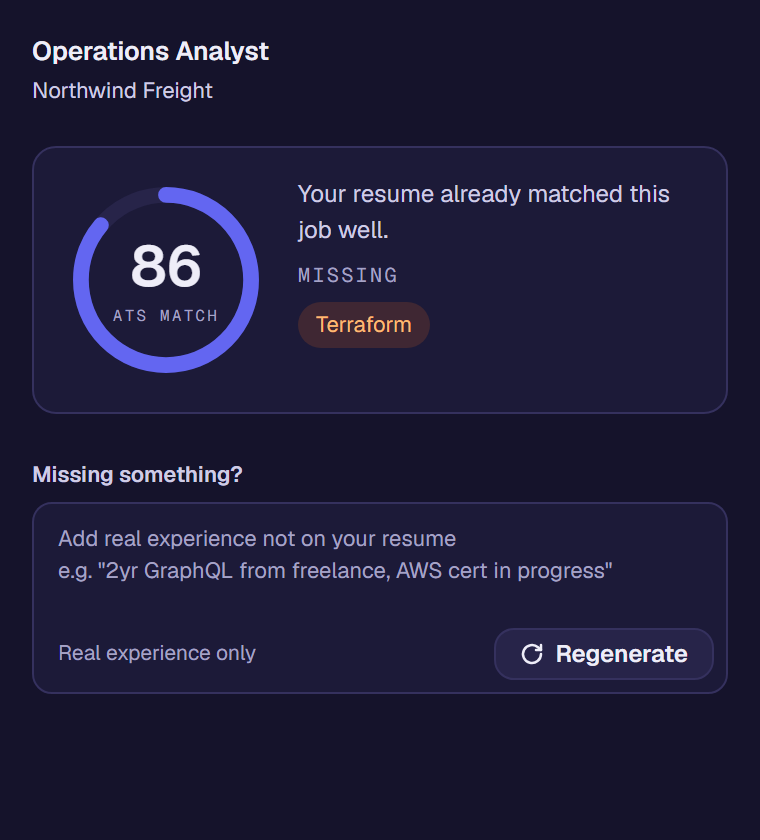 Operations Analyst
Northwind Freight
86
ATS MATCH
Your resume already matched this
job well.
MISSING
Terraform
Missing something?
Add real experience not on your resume
e.g. "2yr GraphQL from freelance, AWS cert in progress"
Real experience only
Regenerate